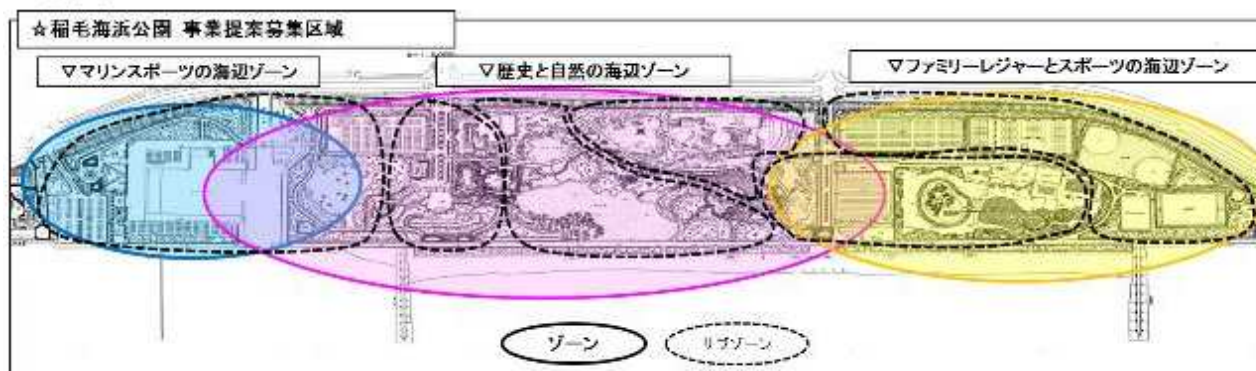 ☆稲毛海浜公園 事業提案募集区域
▽マリンスポーツの海辺ゾーン
▽歴史と自然の海辺ゾーン
▽ファミリーレジャーとスポーツの海辺ゾーン
ゾーン
サブゾーン